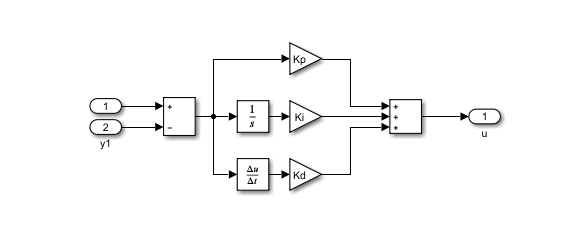 Kp
1
2
y1
+
−
1
s
Ki
Δu
Δt
Kd
+
+
+
1
u